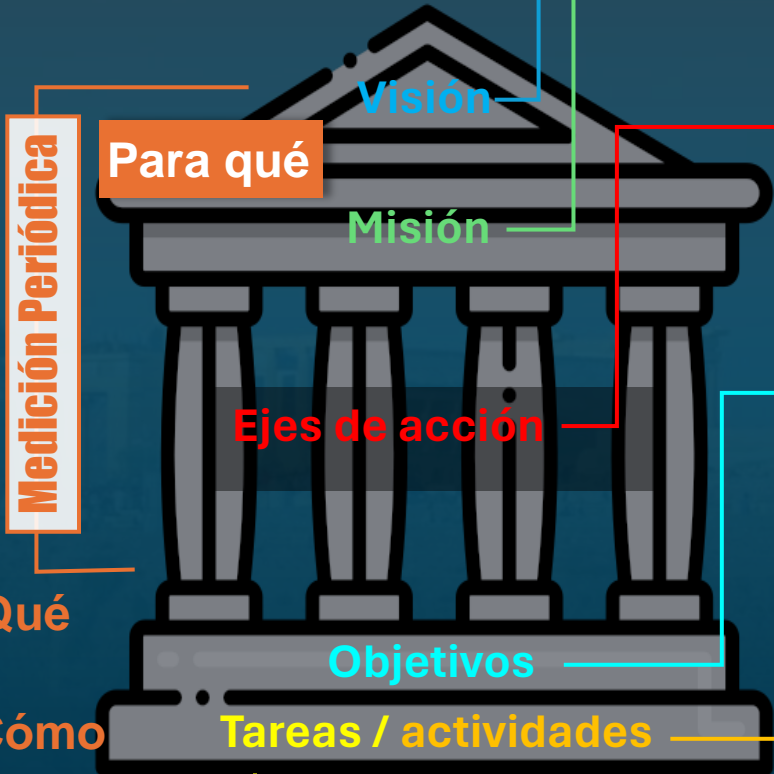 Visión
Para qué
Misión
Medición Periódica
Ejes de acción
Qué
Objetivos
Cómo
Tareas / actividades